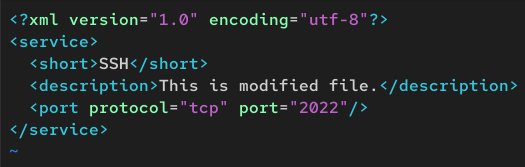 <?xml version="1.0" encoding="utf-8"?>
<service>
  <short>SSH</short>
  <description>This is modified file.</description>
  <port protocol="tcp" port="2022"/>
</service>
~